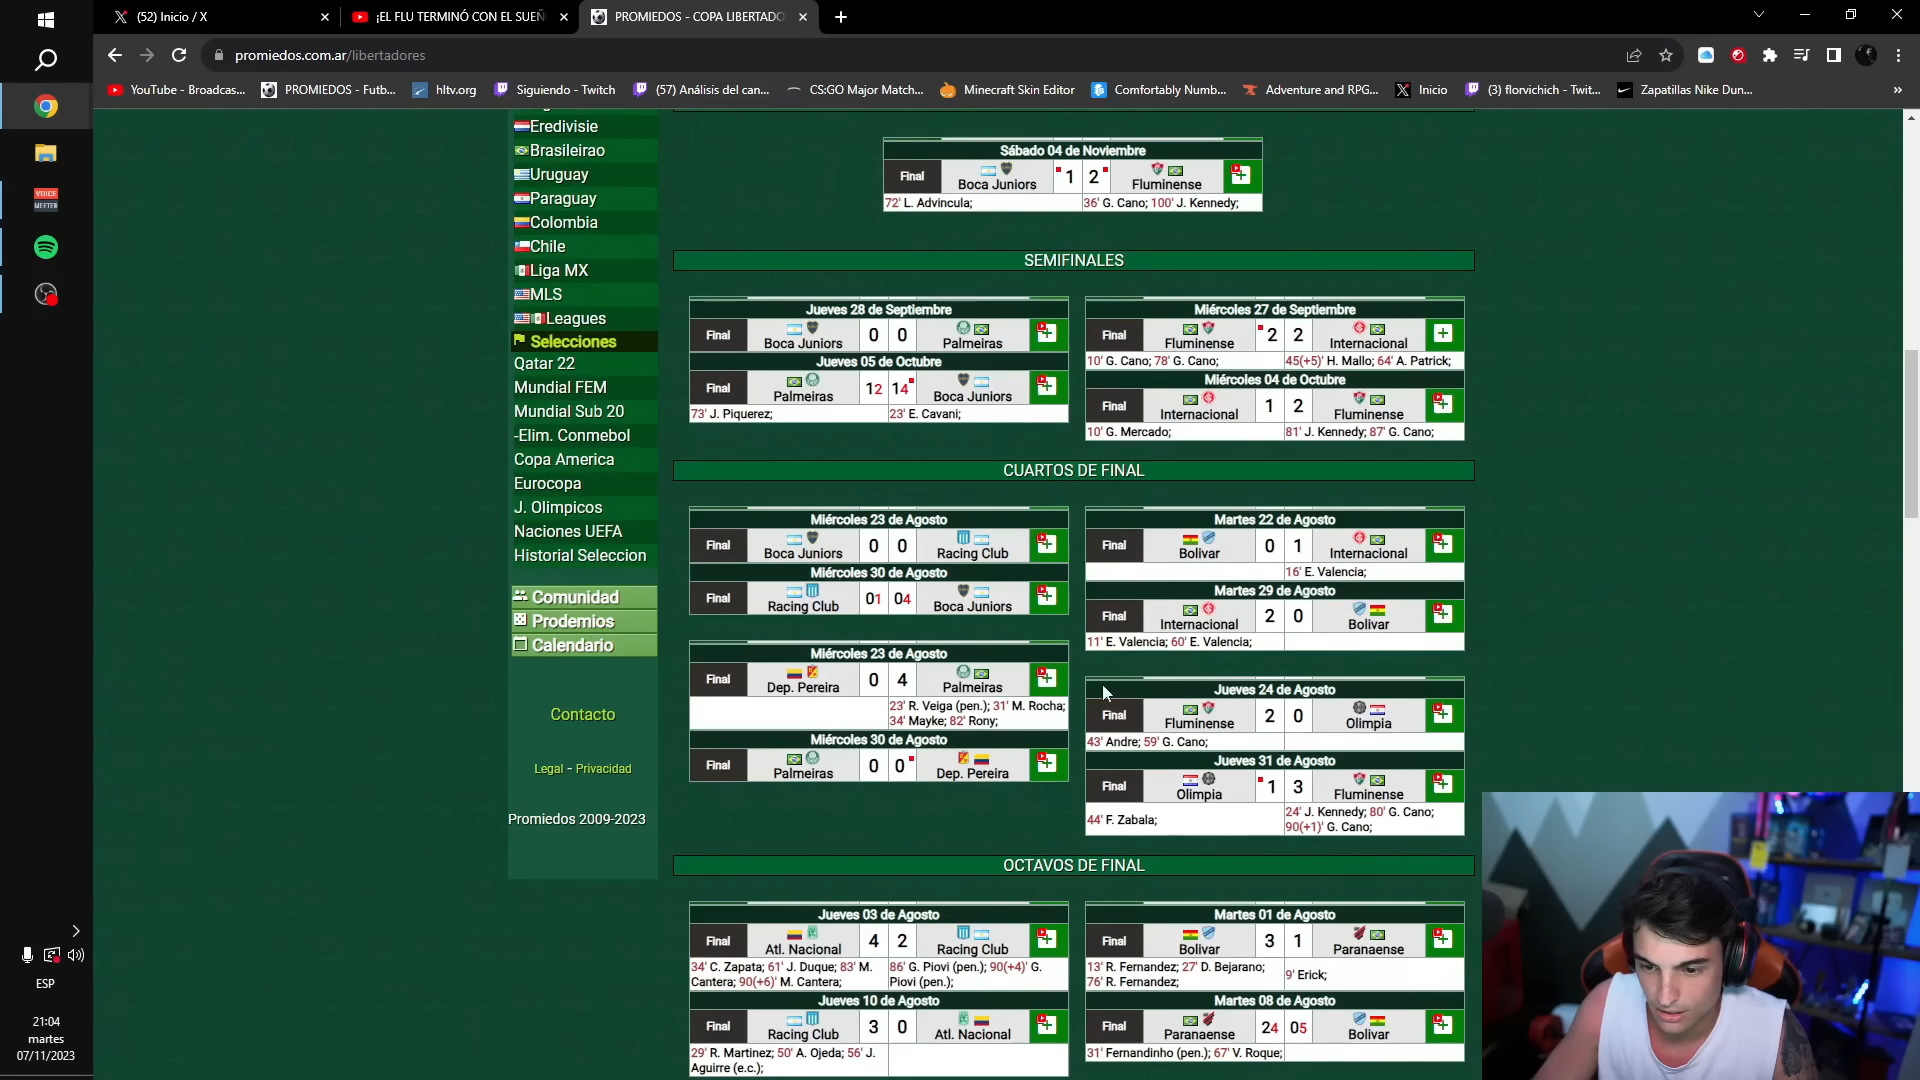 (52) Inicio / X
¡EL FLU TERMINÓ CON EL SUEÑ
PROMIEDOS - COPA LIBERTADO
promiedos.com.ar/libertadores
YouTube - Broadcas...
PROMIEDOS - Futb...
hltv.org
Siguiendo - Twitch
(57) Análisis del can...
CS:GO Major Match...
Minecraft Skin Editor
Comfortably Numb...
Adventure and RPG...
Inicio
(3) florvichich - Twit...
Zapatillas Nike Dun...
VOICE
MEETER
ESP
21:04
martes
07/11/2023
Eredivisie
Brasileirao
Uruguay
Paraguay
Colombia
Chile
Liga MX
MLS
Leagues
Selecciones
Qatar 22
Mundial FEM
Mundial Sub 20
-Elim. Conmebol
Copa America
Eurocopa
J. Olimpicos
Naciones UEFA
Historial Seleccion
Comunidad
Prodemios
Calendario
Contacto
Legal - Privacidad
Promiedos 2009-2023
Sábado 04 de Noviembre
Final Boca Juniors 1 2 Fluminense
72' L. Advincula; 36' G. Cano; 100' J. Kennedy;
SEMIFINALES
Jueves 28 de Septiembre
Final Boca Juniors 0 0 Palmeiras
Jueves 05 de Octubre
Final Palmeiras 12 14 Boca Juniors
73' J. Piquerez; 23' E. Cavani;
Miércoles 27 de Septiembre
Final Fluminense 2 2 Internacional
10' G. Cano; 78' G. Cano; 45(+5)' H. Mallo; 64' A. Patrick;
Miércoles 04 de Octubre
Final Internacional 1 2 Fluminense
10' G. Mercado; 81' J. Kennedy; 87' G. Cano;
CUARTOS DE FINAL
Miércoles 23 de Agosto
Final Boca Juniors 0 0 Racing Club
Miércoles 30 de Agosto
Final Racing Club 01 04 Boca Juniors
Miércoles 23 de Agosto
Final Dep. Pereira 0 4 Palmeiras
23' R. Veiga (pen.); 31' M. Rocha;
34' Mayke; 82' Rony;
Miércoles 30 de Agosto
Final Palmeiras 0 0 Dep. Pereira
Martes 22 de Agosto
Final Bolivar 0 1 Internacional
16' E. Valencia;
Martes 29 de Agosto
Final Internacional 2 0 Bolivar
11' E. Valencia; 60' E. Valencia;
Jueves 24 de Agosto
Final Fluminense 2 0 Olimpia
43' Andre; 59' G. Cano;
Jueves 31 de Agosto
Final Olimpia 1 3 Fluminense
44' F. Zabala; 24' J. Kennedy; 80' G. Cano;
90(+1)' G. Cano;
OCTAVOS DE FINAL
Jueves 03 de Agosto
Final Atl. Nacional 4 2 Racing Club
34' C. Zapata; 61' J. Duque; 83' M. 86' G. Piovi (pen.); 90(+4)' G.
Cantera; 90(+6)' M. Cantera; Piovi (pen.);
Jueves 10 de Agosto
Final Racing Club 3 0 Atl. Nacional
29' R. Martinez; 50' A. Ojeda; 56' J.
Aguirre (e.c.);
Martes 01 de Agosto
Final Bolivar 3 1 Paranaense
13' R. Fernandez; 27' D. Bejarano; 9' Erick;
76' R. Fernandez;
Martes 08 de Agosto
Final Paranaense 24 05 Bolivar
31' Fernandinho (pen.); 67' V. Roque;